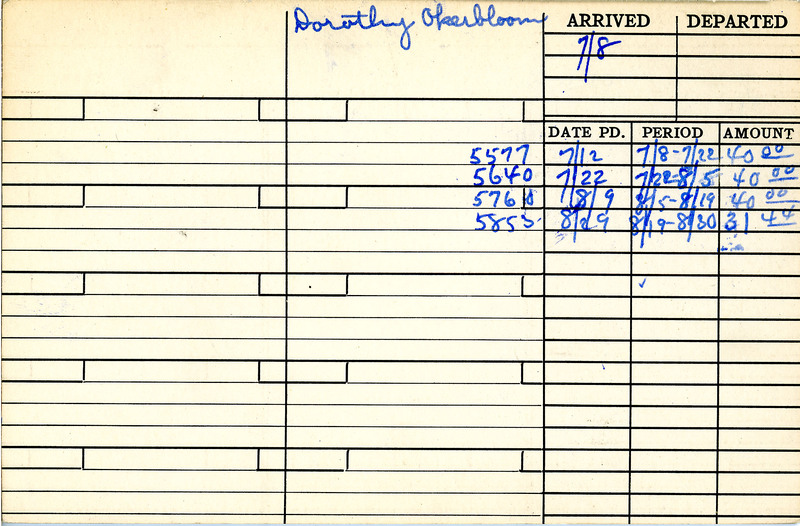 Dorothy Okerbloom ARRIVED DEPARTED
7/8
DATE PD. PERIOD AMOUNT
5577 7/12 7/8-7/22 40 00
5640 7/22 7/22-8/5 40 00
576 8/9 8/5-8/19 40 00
5855 8/29 8/19-8/30 31 44